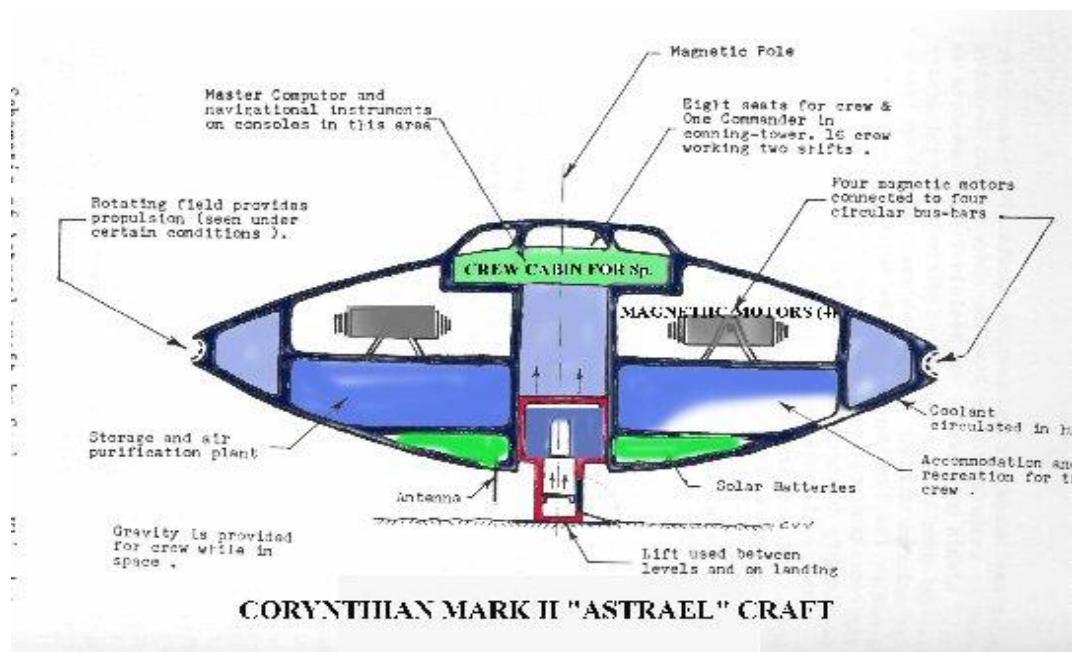 Magnetic Pole
Master Computor and
navigational instruments
on consoles in this area
Eight seats for crew &
One Commander in
conning-tower. 16 crew
working two shifts .
Four magnetic motors
connected to four
circular bus-bars
Rotating field provides
propulsion (seen under
certain conditions ).
CREW CABIN FOR Sp.
MAGNETHIC MOTORS (4)
Storage and air
purification plant
Coolant
circulated in
Accommodation and
recreation for
crew .
Antenna
Solar Batteries
Gravity is provided
for crew while in
space .
Lift used between
levels and on landing
CORYNTHIAN MARK II "ASTRAEL" CRAFT